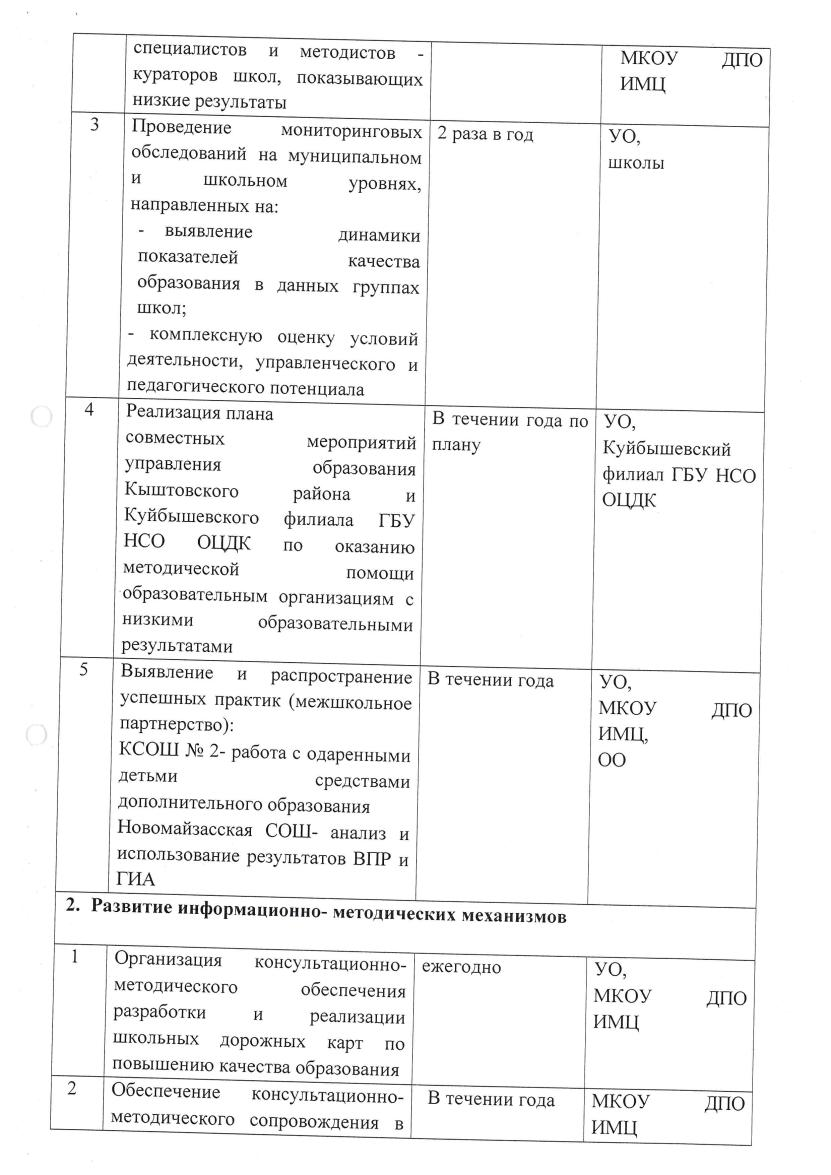 специалистов и методистов -
кураторов школ, показывающих
низкие результаты
МКОУ ДПО
ИМЦ
3
Проведение мониторинговых
обследований на муниципальном
и школьном уровнях,
направленных на:
- выявление динамики
показателей качества
образования в данных группах
школ;
- комплексную оценку условий
деятельности, управленческого и
педагогического потенциала
2 раза в год
УО,
школы
4
Реализация плана
совместных мероприятий
управления образования
Кыштовского района и
Куйбышевского филиала ГБУ
НСО ОЦДК по оказанию
методической помощи
образовательным организациям с
низкими образовательными
результатами
В течении года по
плану
УО,
Куйбышевский
филиал ГБУ НСО
ОЦДК
5
Выявление и распространение
успешных практик (межшкольное
партнерство):
КСОШ № 2- работа с одаренными
детьми средствами
дополнительного образования
Новомайзасская СОШ- анализ и
использование результатов ВПР и
ГИА
В течении года
УО,
МКОУ ДПО
ИМЦ,
ОО
2. Развитие информационно- методических механизмов
1
Организация консультационно-
методического обеспечения
разработки и реализации
школьных дорожных карт по
повышению качества образования
ежегодно
УО,
МКОУ ДПО
ИМЦ
2
Обеспечение консультационно-
методического сопровождения в
В течении года
МКОУ ДПО
ИМЦ